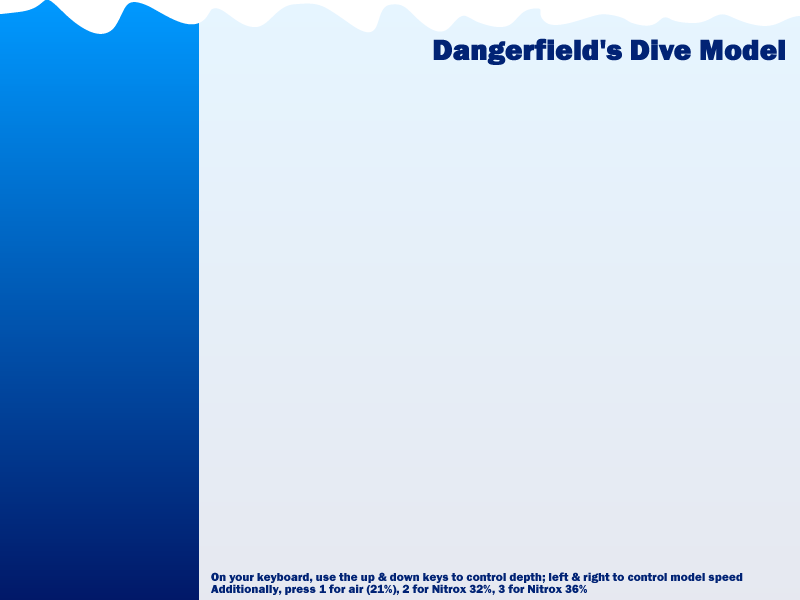 Dangerfield's Dive Model
On your keyboard, use the up & down keys to control depth; left & right to control model speed
Additionally, press 1 for air (21%), 2 for Nitrox 32%, 3 for Nitrox 36%